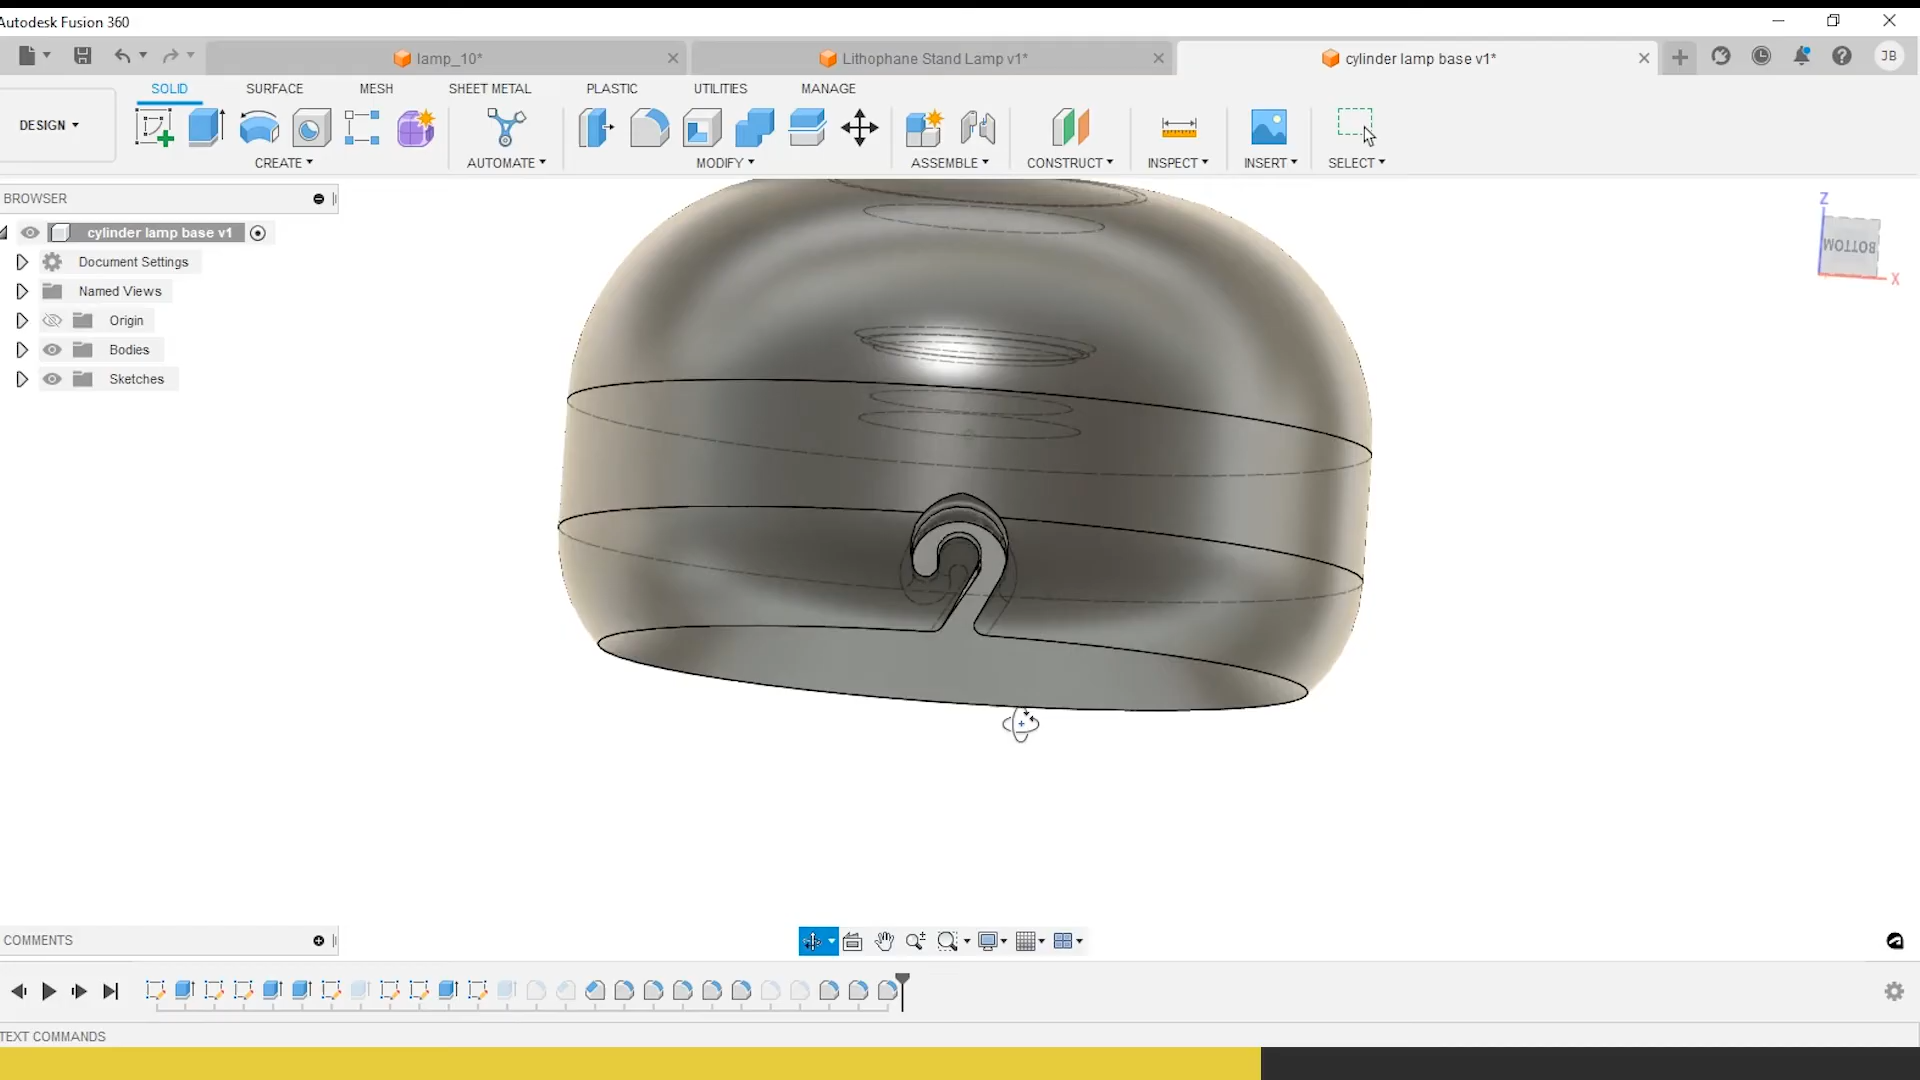 Autodesk Fusion 360
lamp_10*
Lithophane Stand Lamp v1*
cylinder lamp base v1*
JB
SOLID
SURFACE
MESH
SHEET METAL
PLASTIC
UTILITIES
MANAGE
DESIGN
CREATE
AUTOMATE
MODIFY
ASSEMBLE
CONSTRUCT
INSPECT
INSERT
SELECT
BROWSER
cylinder lamp base v1
Document Settings
Named Views
Origin
Bodies
Sketches
Z
BOTTOM
X
COMMENTS
TEXT COMMANDS